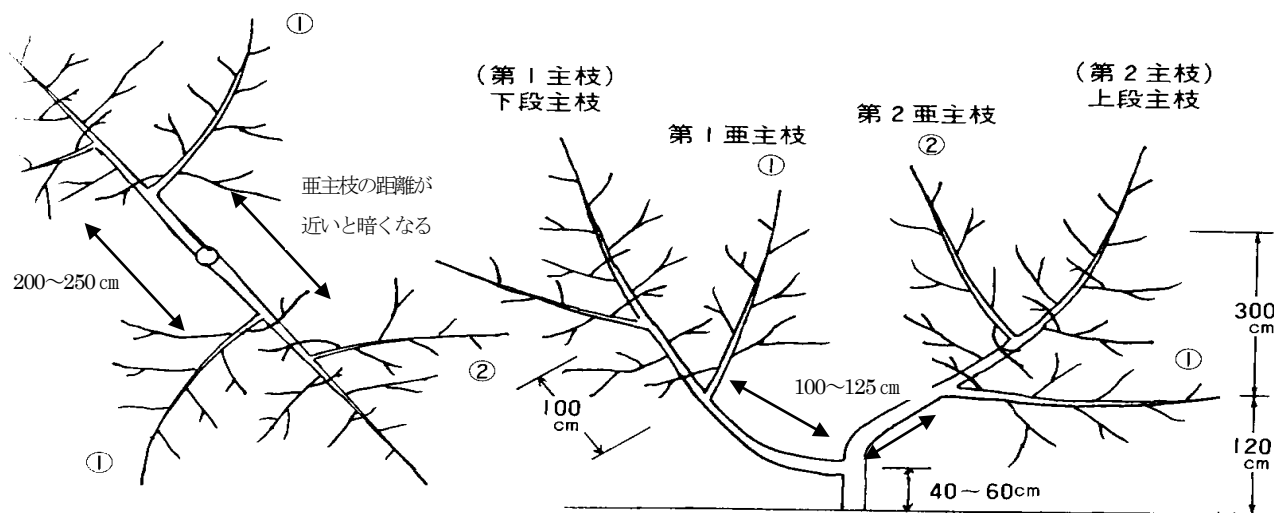 ①
亜主枝の距離が
近いと暗くなる
200～250㎝
②
①
(第1主枝)
下段主枝
第1亜主枝
①
第2亜主枝
②
(第2主枝)
上段主枝
100～125㎝
100
cm
①
300
cm
120
cm
40～60cm